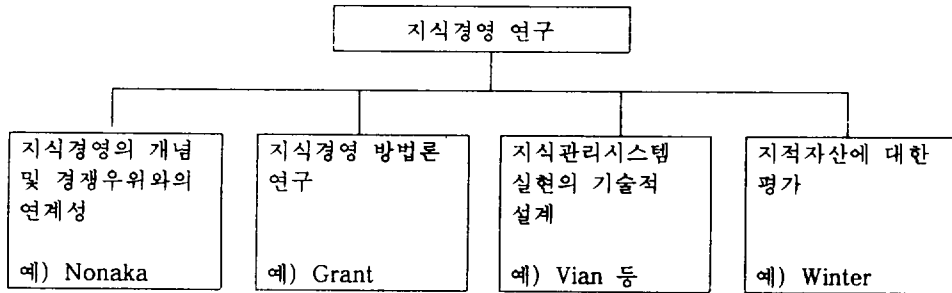 지식경영 연구
지식경영의 개념
및 경쟁우위와의
연계성
예) Nonaka
지식경영 방법론
연구
예) Grant
지식관리시스템
실현의 기술적
설계
예) Vian 등
지적자산에 대한
평가
예) Winter